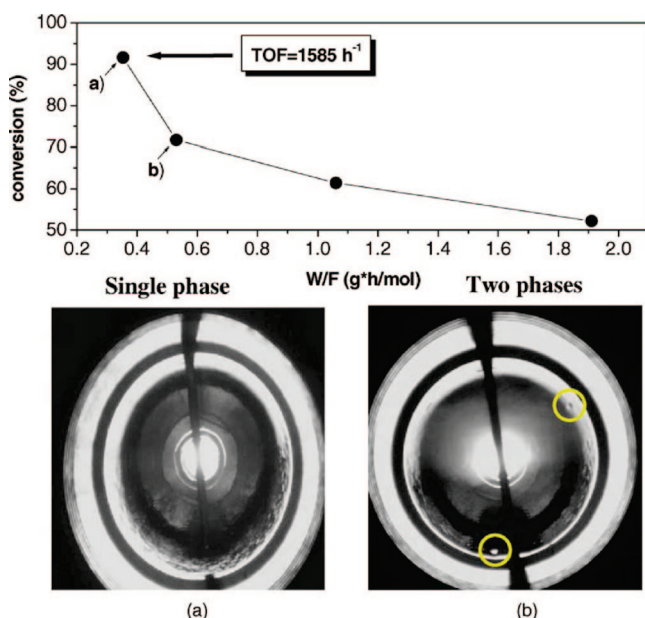 100
90
80
70
60
50
conversion (%)
a)
TOF=1585 h⁻¹
b)
0.2 0.4 0.6 0.8 1.0 1.2 1.4 1.6 1.8 2.0
W/F (g*h/mol)
Single phase
Two phases
(a)
(b)